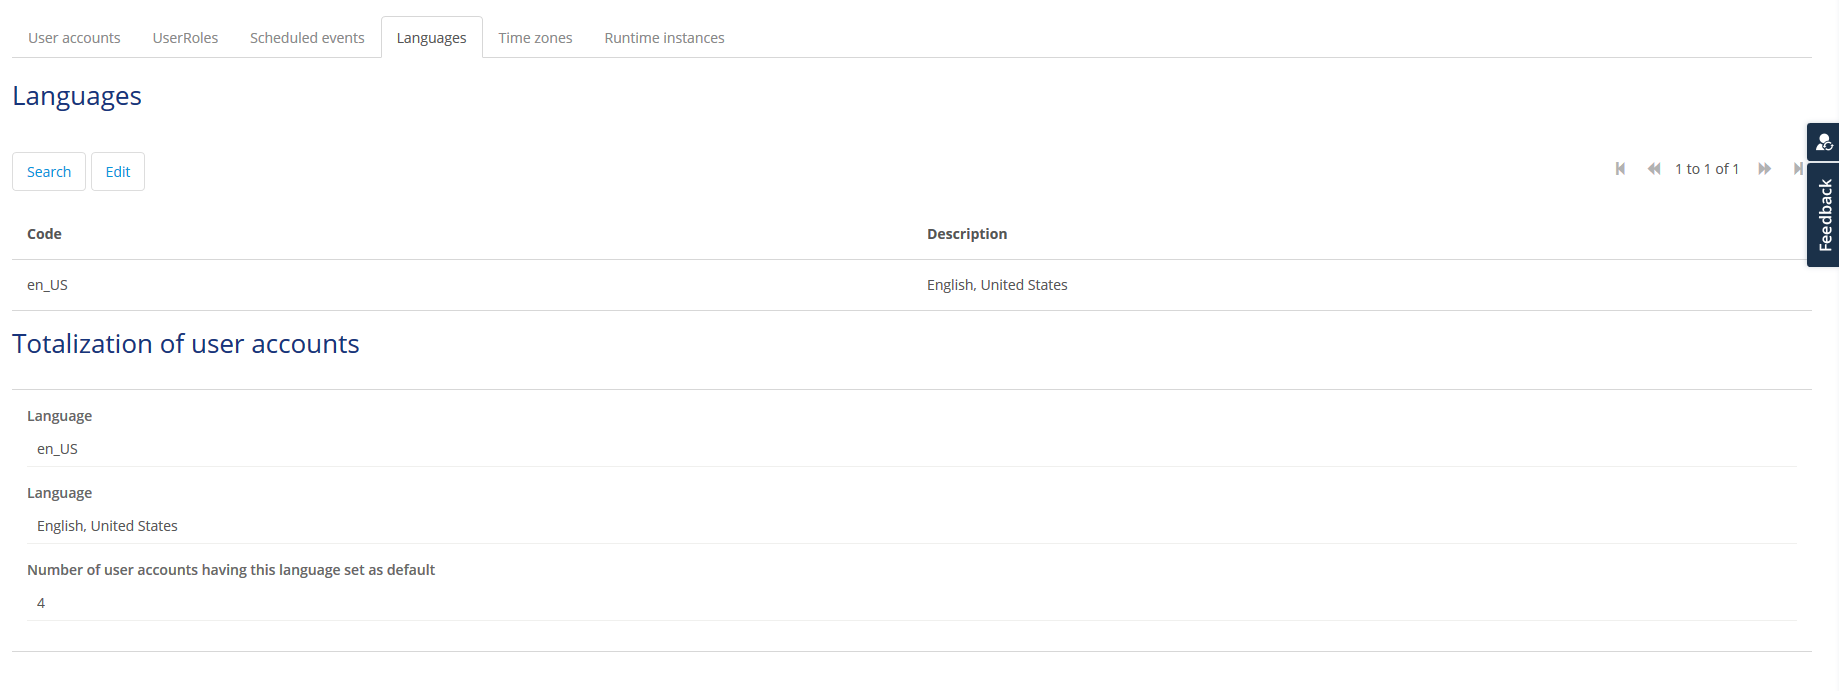 User accounts UserRoles Scheduled events Languages Time zones Runtime instances
Languages
Search Edit 1 to 1 of 1
Feedback
Code Description
en_US English, United States
Totalization of user accounts
Language
en_US
Language
English, United States
Number of user accounts having this language set as default
4